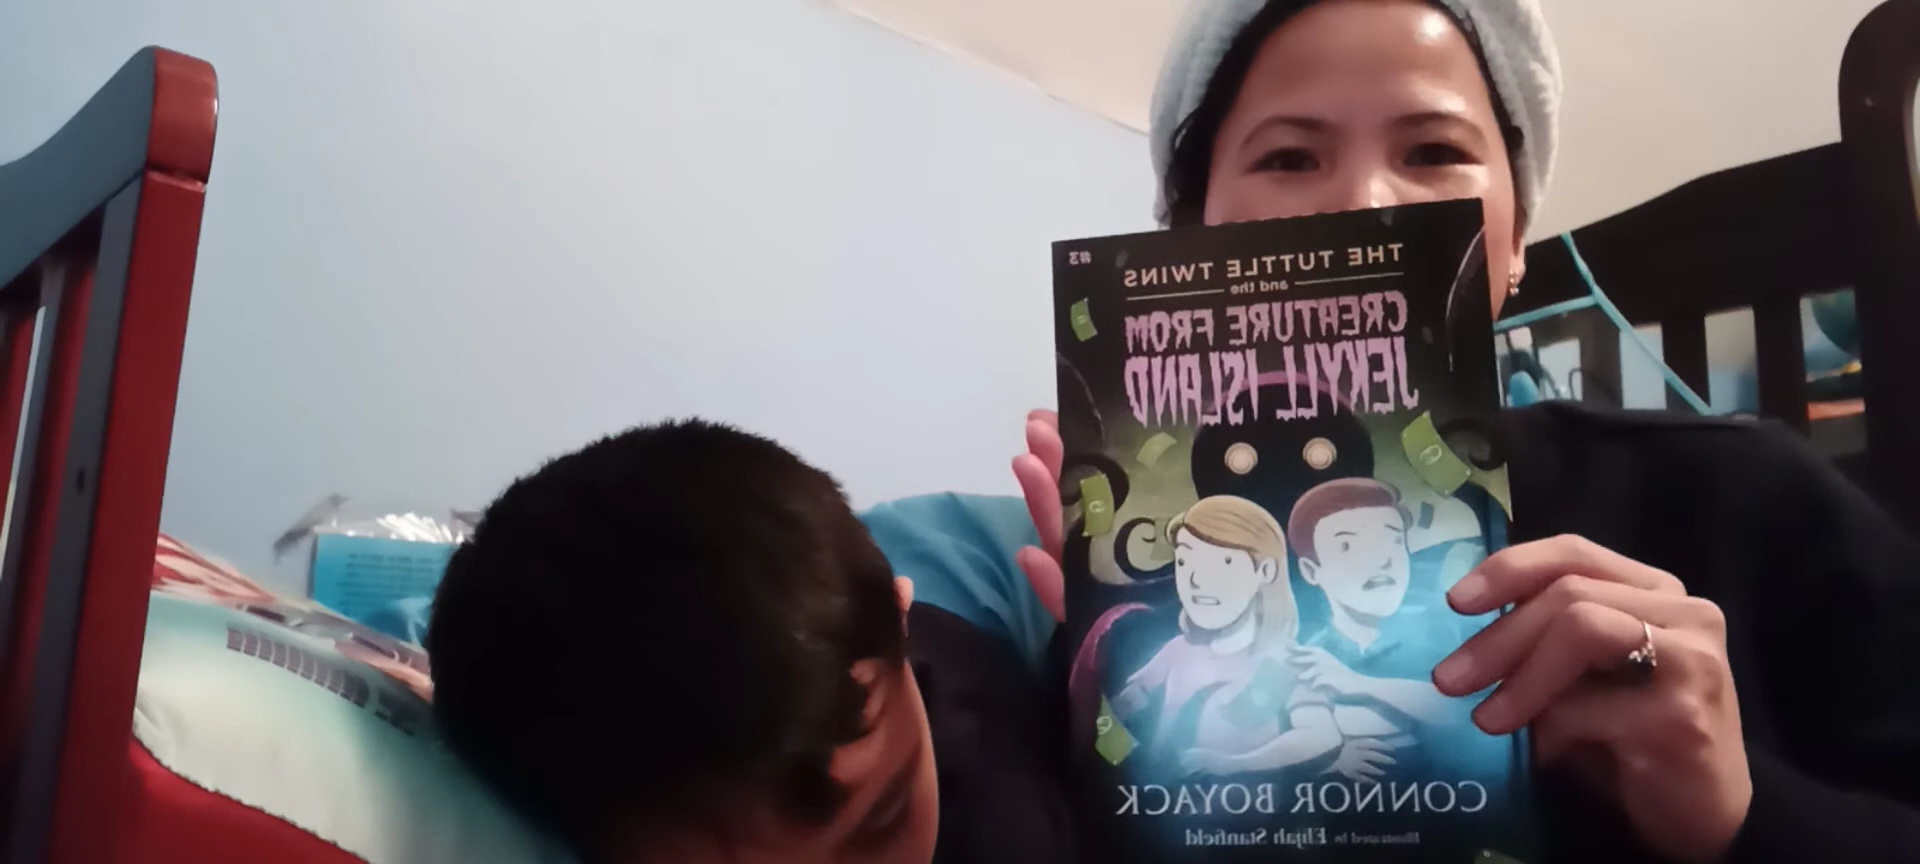 #3
THE TUTTLE TWINS
and the
CREATURE FROM
JEKYLL ISLAND
CONNOR BOYACK
Illustrated by Elijah Stanfield